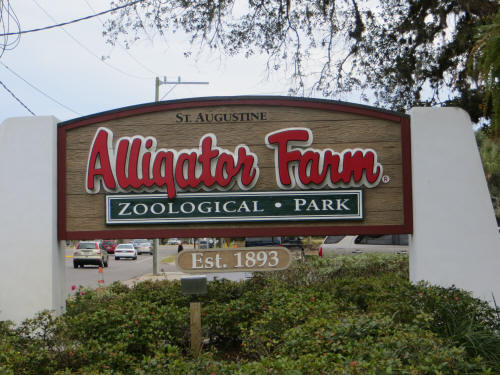 St. Augustine
Alligator Farm®
Zoological • Park
Est. 1893